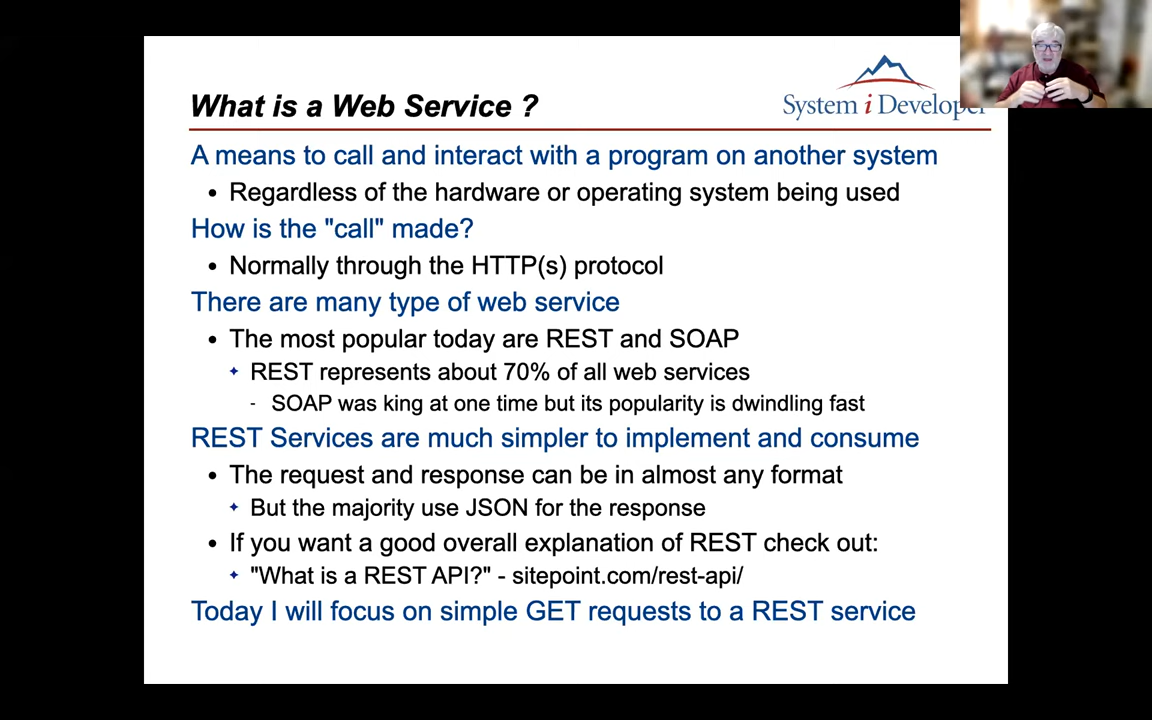 What is a Web Service ?
System i Developer
A means to call and interact with a program on another system
• Regardless of the hardware or operating system being used
How is the "call" made?
• Normally through the HTTP(s) protocol
There are many type of web service
• The most popular today are REST and SOAP
✦ REST represents about 70% of all web services
- SOAP was king at one time but its popularity is dwindling fast
REST Services are much simpler to implement and consume
• The request and response can be in almost any format
✦ But the majority use JSON for the response
• If you want a good overall explanation of REST check out:
✦ "What is a REST API?" - sitepoint.com/rest-api/
Today I will focus on simple GET requests to a REST service